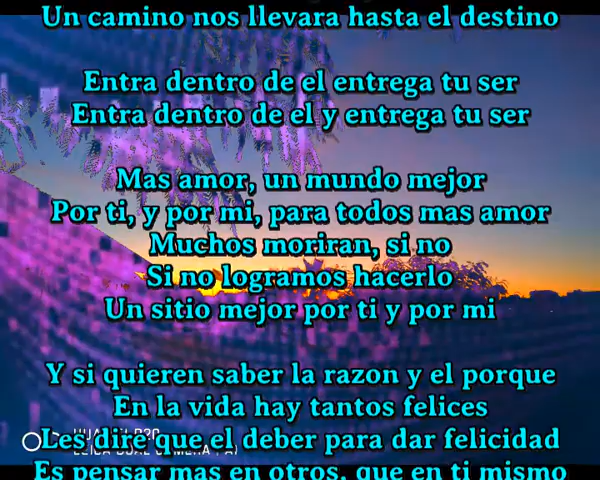 Un camino nos llevara hasta el destino
Entra dentro de el entrega tu ser
Entra dentro de el y entrega tu ser
Mas amor, un mundo mejor
Por ti, y por mi, para todos mas amor
Muchos moriran, si no
Si no logramos hacerlo
Un sitio mejor por ti y por mi
Y si quieren saber la razon y el porque
En la vida hay tantos felices
Les dire que el deber para dar felicidad
Es pensar mas en otros, que en ti mismo